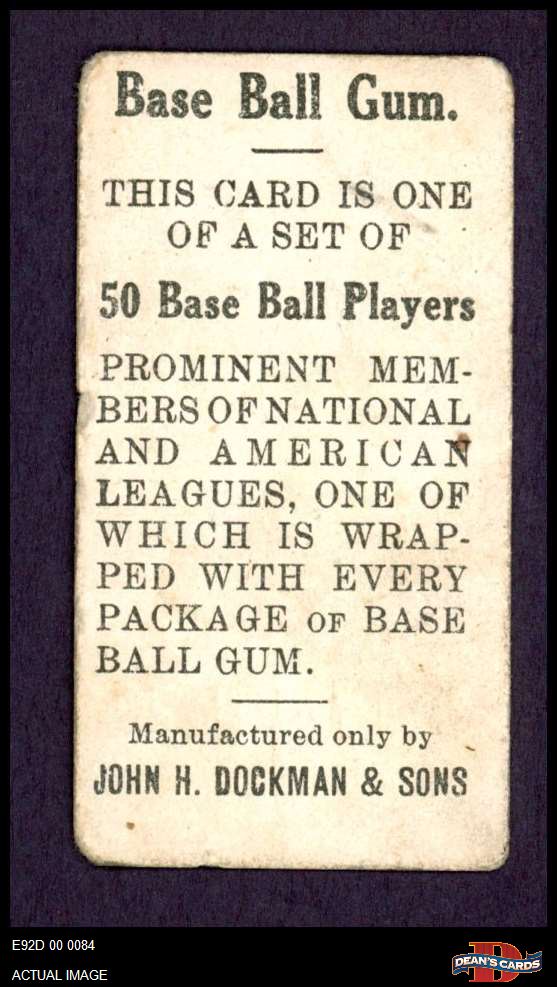 Base Ball Gum.
THIS CARD IS ONE
OF A SET OF
50 Base Ball Players
PROMINENT MEM-
BERS OF NATIONAL
AND AMERICAN
LEAGUES, ONE OF
WHICH IS WRAP-
PED WITH EVERY
PACKAGE OF BASE
BALL GUM.
Manufactured only by
JOHN H. DOCKMAN & SONS
E92D 00 0084
ACTUAL IMAGE
D
DEAN'S CARDS